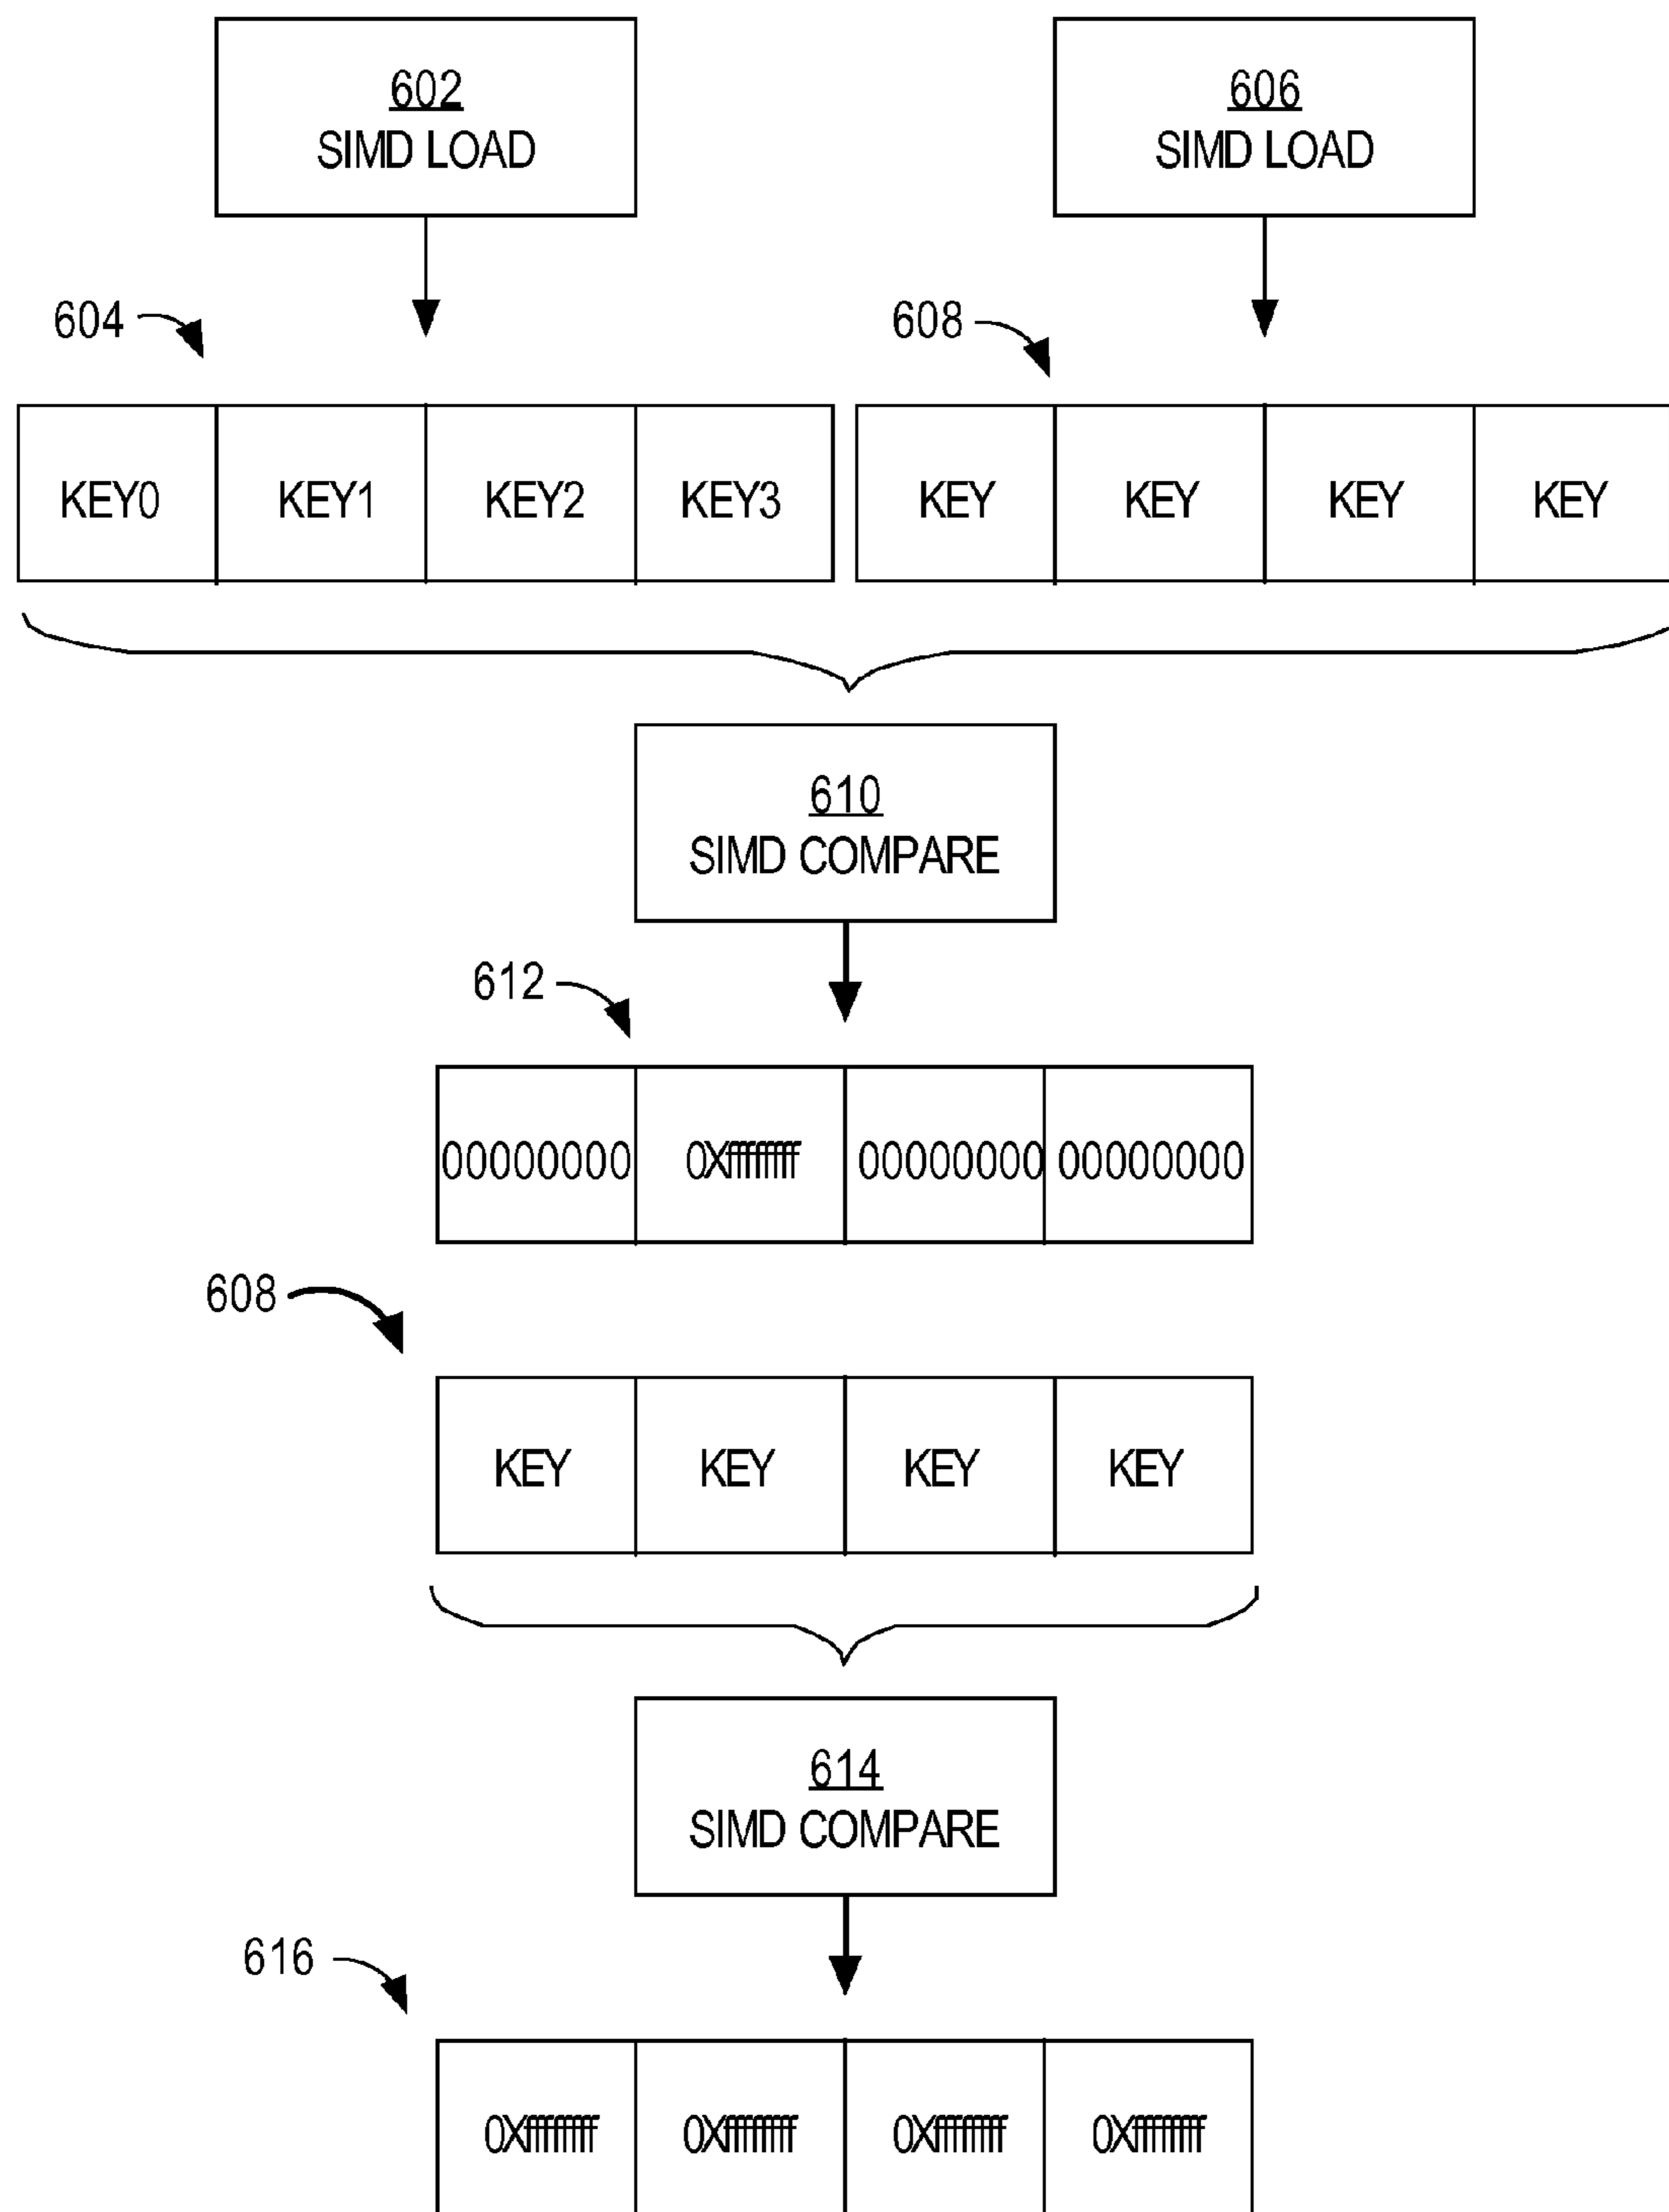 602
SIMD LOAD
606
SIMD LOAD
604
608
KEY0 KEY1 KEY2 KEY3 KEY KEY KEY KEY
610
SIMD COMPARE
612
00000000 0Xffffffff 00000000 00000000
608
KEY KEY KEY KEY
614
SIMD COMPARE
616
0Xffffffff 0Xffffffff 0Xffffffff 0Xffffffff